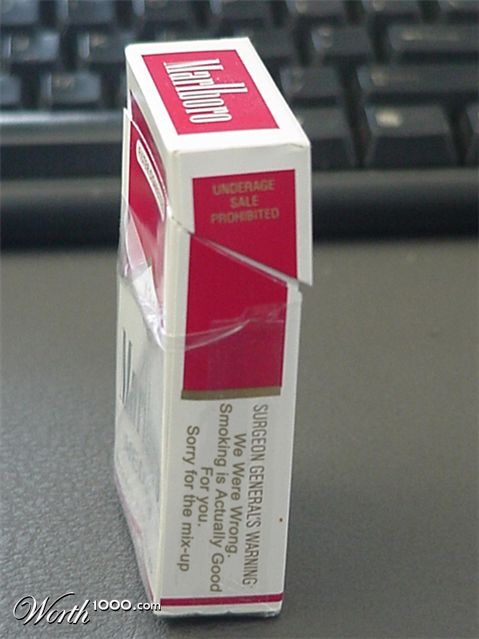 Marlboro
UNDERAGE
SALE
PROHIBITED
SURGEON GENERAL'S WARNING
We Were Wrong.
Smoking is Actually Good
For you.
Sorry for the mix-up
Worth1000.com